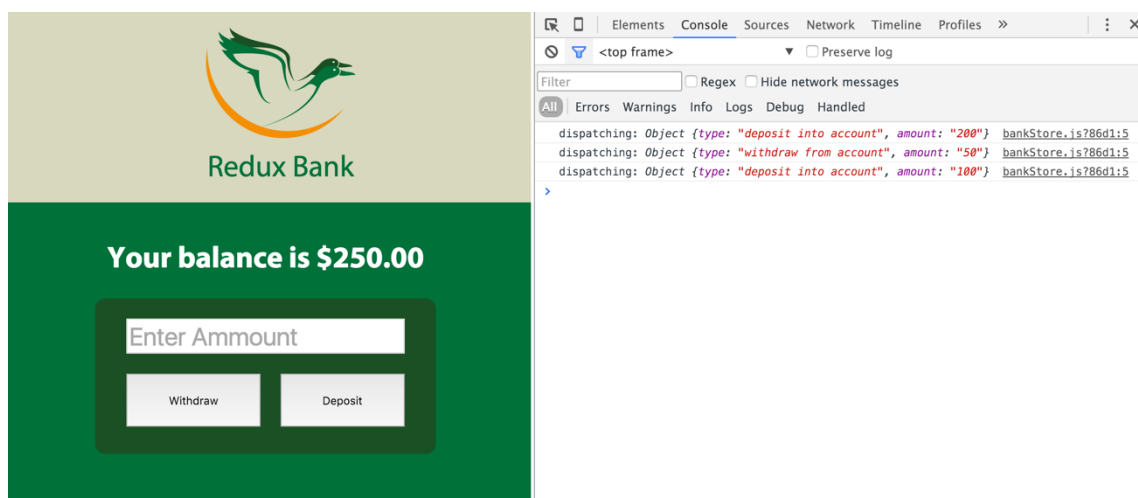 Redux Bank
Your balance is $250.00
Enter Ammount
Withdraw Deposit
Elements Console Sources Network Timeline Profiles »
<top frame> ▼ Preserve log
Filter Regex Hide network messages
All Errors Warnings Info Logs Debug Handled
dispatching: Object {type: "deposit into account", amount: "200"} bankStore.js?86d1:5
dispatching: Object {type: "withdraw from account", amount: "50"} bankStore.js?86d1:5
dispatching: Object {type: "deposit into account", amount: "100"} bankStore.js?86d1:5
>